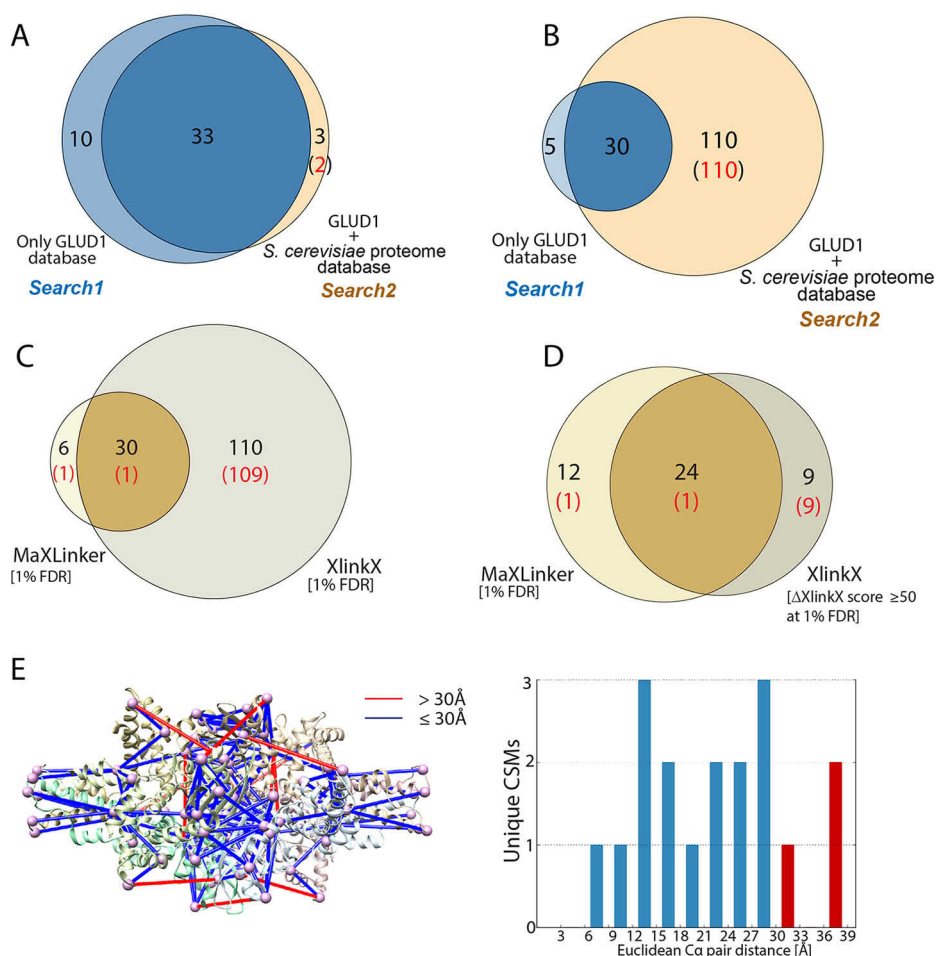 A
10
33
3
(2)
Only GLUD1
database
Search1
GLUD1
+
S. cerevisiae proteome
database
Search2
B
5
30
110
(110)
Only GLUD1
database
Search1
GLUD1
+
S. cerevisiae proteome
database
Search2
C
6
(1)
30
(1)
110
(109)
MaXLinker
[1% FDR]
XlinkX
[1% FDR]
D
12
(1)
24
(1)
9
(9)
MaXLinker
[1% FDR]
XlinkX
[ΔXlinkX score ≥50
at 1% FDR]
E
> 30Å
≤ 30Å
Unique CSMs
3
2
1
0
3 6 9 12 15 16 19 21 24 27 30 33 36 39
Euclidean Cα pair distance [Å]